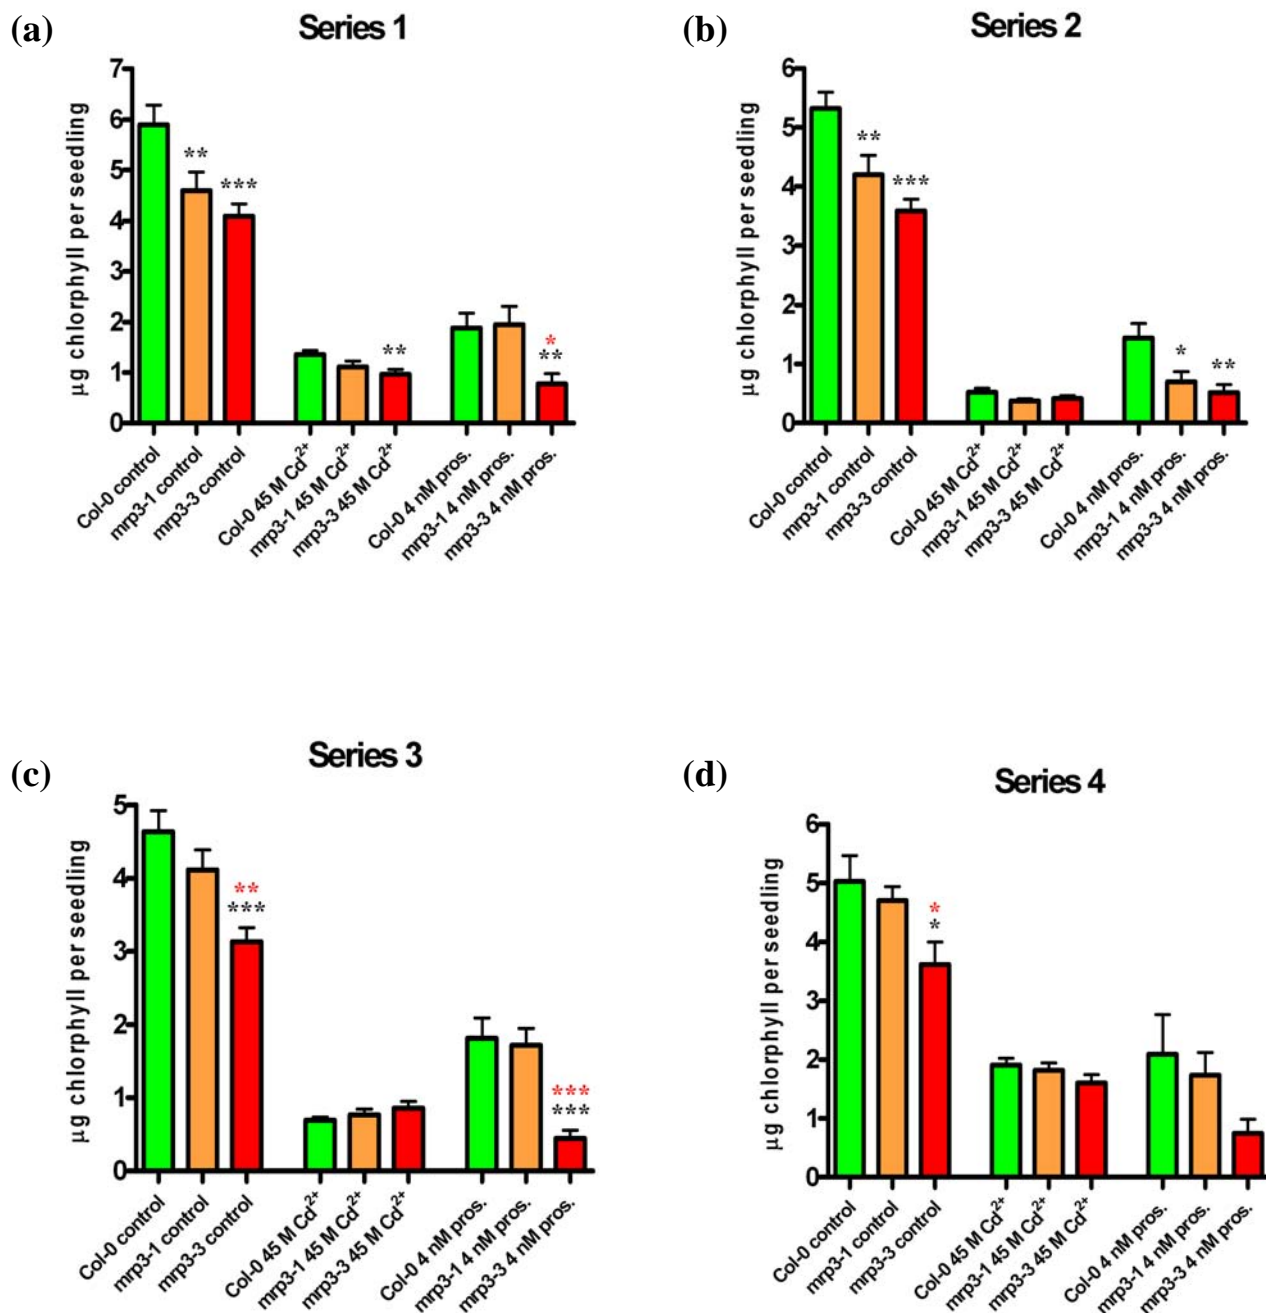 (a)
Series 1
μg chlorphyll per seedling
7
6
5
4
3
2
1
0
**
***
**
*
**
Col-0 control
mrp3-1 control
mrp3-3 control
Col-0 45 M Cd²⁺
mrp3-1 45 M Cd²⁺
mrp3-3 45 M Cd²⁺
Col-0 4 nM pros.
mrp3-1 4 nM pros.
mrp3-3 4 nM pros.
(b)
Series 2
μg chlorphyll per seedling
6
5
4
3
2
1
0
**
***
*
**
Col-0 control
mrp3-1 control
mrp3-3 control
Col-0 45 M Cd²⁺
mrp3-1 45 M Cd²⁺
mrp3-3 45 M Cd²⁺
Col-0 4 nM pros.
mrp3-1 4 nM pros.
mrp3-3 4 nM pros.
(c)
Series 3
μg chlorphyll per seedling
5
4
3
2
1
0
**
***
***
***
Col-0 control
mrp3-1 control
mrp3-3 control
Col-0 45 M Cd²⁺
mrp3-1 45 M Cd²⁺
mrp3-3 45 M Cd²⁺
Col-0 4 nM pros.
mrp3-1 4 nM pros.
mrp3-3 4 nM pros.
(d)
Series 4
μg chlorphyll per seedling
6
5
4
3
2
1
0
*
*
Col-0 control
mrp3-1 control
mrp3-3 control
Col-0 45 M Cd²⁺
mrp3-1 45 M Cd²⁺
mrp3-3 45 M Cd²⁺
Col-0 4 nM pros.
mrp3-1 4 nM pros.
mrp3-3 4 nM pros.